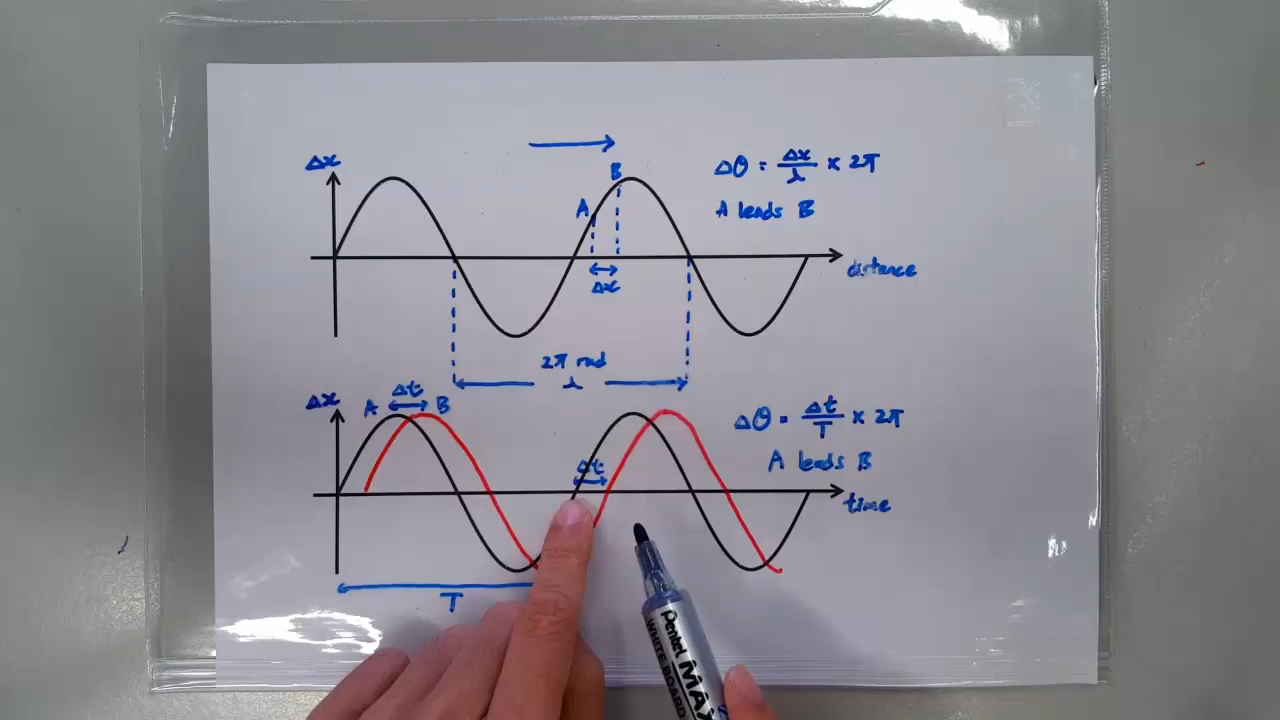 Δx
B
A
Δx
distance
Δθ = Δx/λ × 2π
A leads B
2π rad
λ
Δx
A
Δt
B
Δt
time
T
Δθ = Δt/T × 2π
A leads B
Pentel MAX
WHITE BOARD